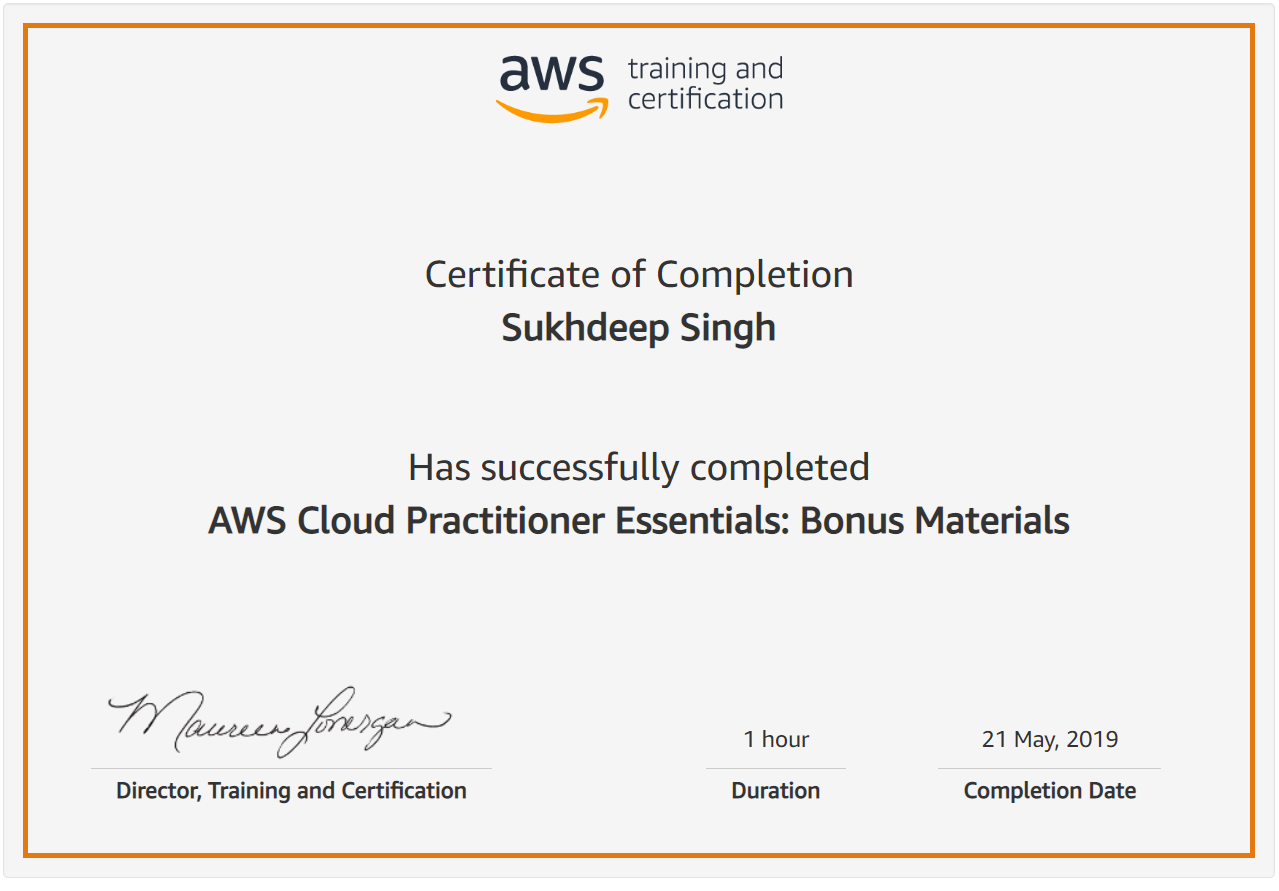 aws training and
certification
Certificate of Completion
Sukhdeep Singh
Has successfully completed
AWS Cloud Practitioner Essentials: Bonus Materials
Maureen Lonergan
1 hour
21 May, 2019
Director, Training and Certification
Duration
Completion Date